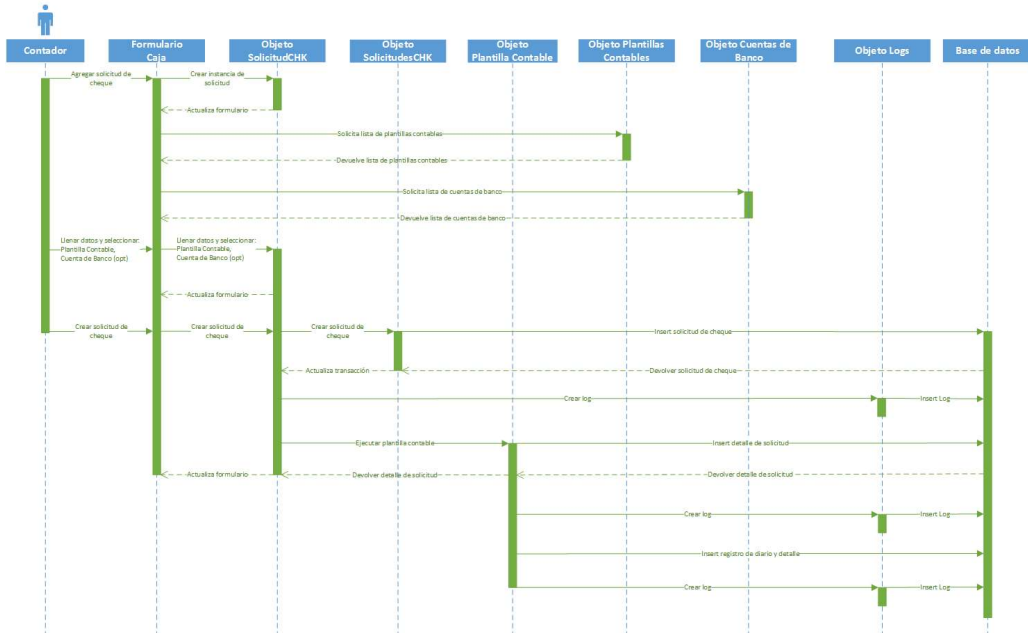 Contador
Formulario
Caja
Objeto
SolicitudCHK
Objeto
SolicitudesCHK
Objeto
Plantilla Contable
Objeto Plantillas
Contables
Objeto Cuentas de
Banco
Objeto Logs
Base de datos
Agregar solicitud de
cheque
Crear instancia de
solicitud
Actualiza formulario
Solicita lista de plantillas contables
Devuelve lista de plantillas contables
Solicita lista de cuentas de banco
Devuelve lista de cuentas de banco
Llenar datos y seleccionar:
Plantilla Contable,
Cuenta de Banco (opt)
Llenar datos y seleccionar:
Plantilla Contable,
Cuenta de Banco (opt)
Actualiza formulario
Crear solicitud de
cheque
Crear solicitud de
cheque
Crear solicitud de
cheque
Insert solicitud de cheque
Actualiza transacción
Devolver solicitud de cheque
Crear log
Insert Log
Ejecutar plantilla contable
Insert detalle de solicitud
Actualiza formulario
Devolver detalle de solicitud
Devolver detalle de solicitud
Crear log
Insert Log
Insert registro de diario y detalle
Crear log
Insert Log